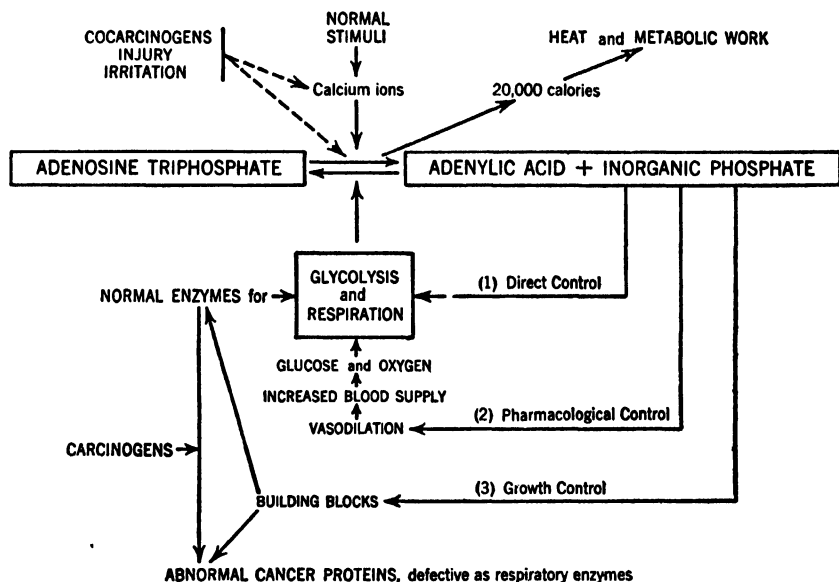 COCARCINOGENS
INJURY
IRRITATION
NORMAL
STIMULI
Calcium ions
HEAT and METABOLIC WORK
20,000 calories
ADENOSINE TRIPHOSPHATE
ADENYLIC ACID + INORGANIC PHOSPHATE
GLYCOLYSIS
and
RESPIRATION
NORMAL ENZYMES for
(1) Direct Control
GLUCOSE and OXYGEN
INCREASED BLOOD SUPPLY
VASODILATION
(2) Pharmacological Control
CARCINOGENS
BUILDING BLOCKS
(3) Growth Control
ABNORMAL CANCER PROTEINS, defective as respiratory enzymes